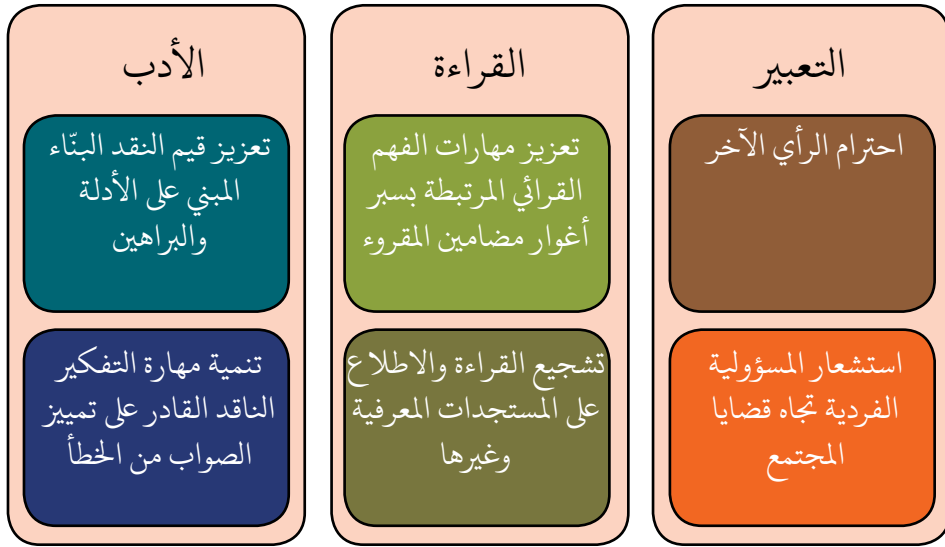 التعبير
احترام الرأي الآخر
استشعار المسؤولية
الفردية تجاه قضايا
المجتمع
القراءة
تعزيز مهارات الفهم
القرائي المرتبطة بسبر
أغوار مضامين المقروء
تشجيع القراءة والاطلاع
على المستجدات المعرفية
وغيرها
الأدب
تعزيز قيم النقد البنّاء
المبني على الأدلة
والبراهين
تنمية مهارة التفكير
الناقد القادر على تمييز
الصواب من الخطأ